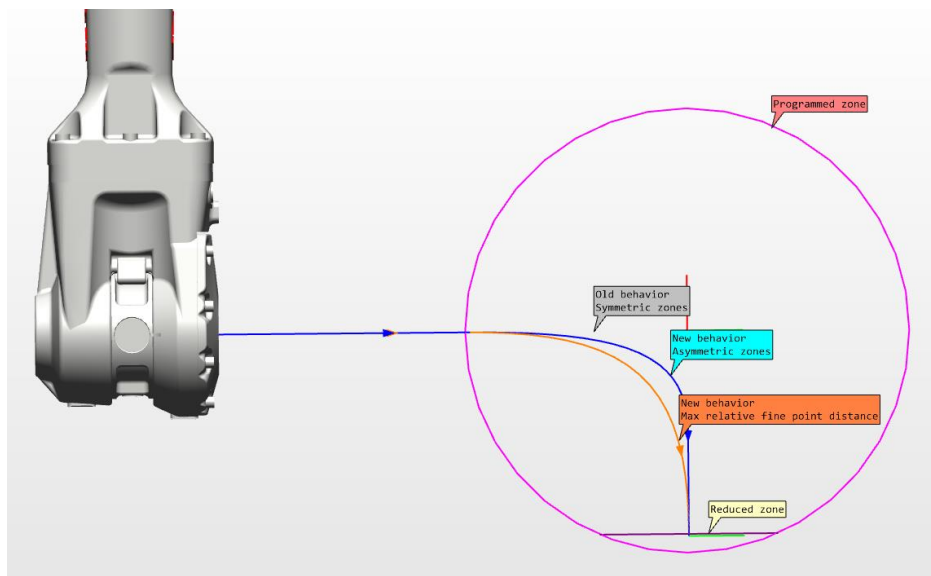 Programmed zone
Old behavior
Symmetric zones
New behavior
Asymmetric zones
New behavior
Max relative fine point distance
Reduced zone